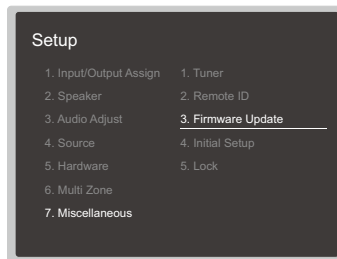 Setup
1. Input/Output Assign
2. Speaker
3. Audio Adjust
4. Source
5. Hardware
6. Multi Zone
7. Miscellaneous
1. Tuner
2. Remote ID
3. Firmware Update
4. Initial Setup
5. Lock